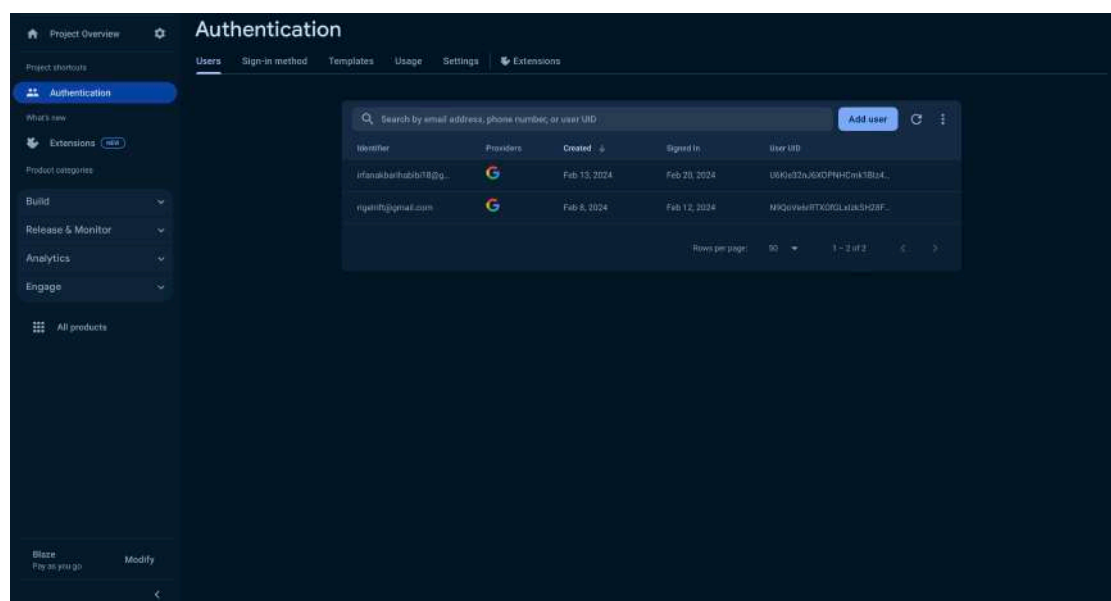 Project Overview
Authentication
Users Sign-in method Templates Usage Settings Extensions
Project shortcuts
Authentication
What's new
Extensions NEW
Product categories
Build
Release & Monitor
Analytics
Engage
All products
Blaze
Pay as you go
Modify
Search by email address, phone number, or user UID
Add user
Identifier Providers Created Signed In User UID
irfanakbarihabibi18@g... Feb 13, 2024 Feb 20, 2024
Feb 8, 2024 Feb 12, 2024
Rows per page: 50 1 – 2 of 2